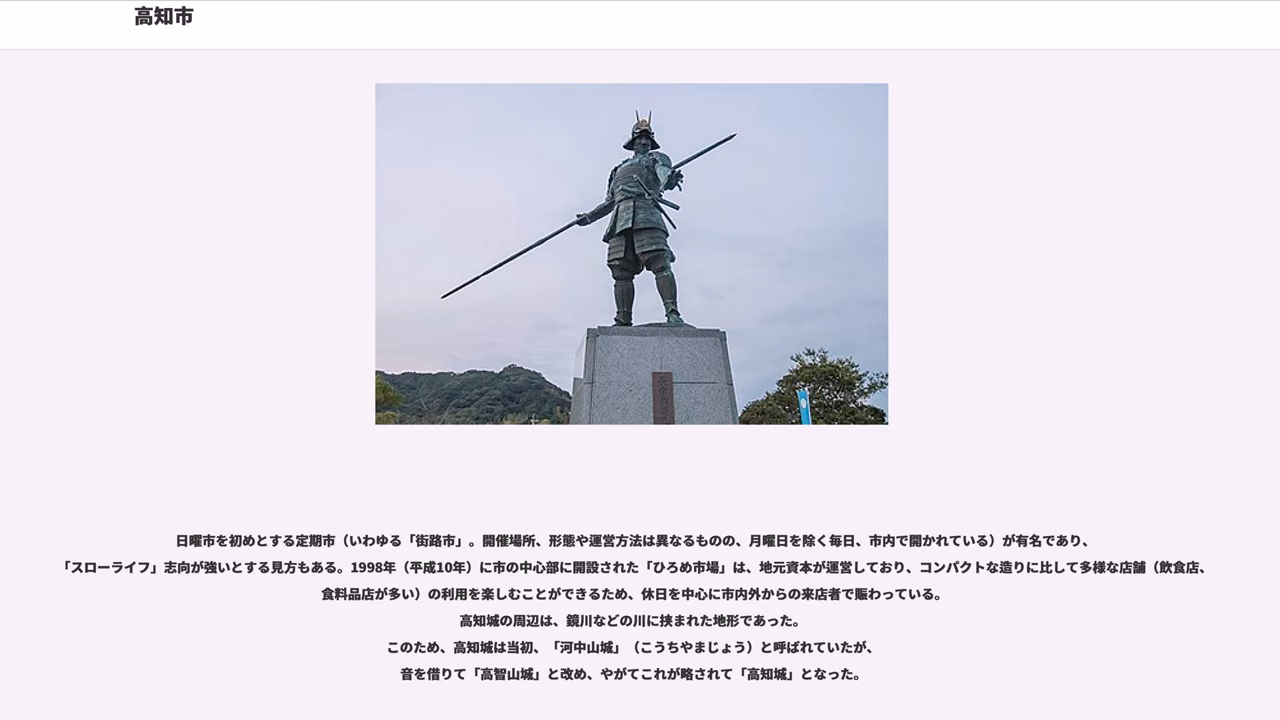 高知市
日曜市を初めとする定期市（いわゆる「街路市」。開催場所、形態や運営方法は異なるものの、月曜日を除く毎日、市内で開かれている）が有名であり、
「スローライフ」志向が強いとする見方もある。1998年（平成10年）に市の中心部に開設された「ひろめ市場」は、地元資本が運営しており、コンパクトな造りに比して多様な店舗（飲食店、
食料品店が多い）の利用を楽しむことができるため、休日を中心に市内外からの来店者で賑わっている。
高知城の周辺は、鏡川などの川に挟まれた地形であった。
このため、高知城は当初、「河中山城」（こうちやまじょう）と呼ばれていたが、
音を借りて「高智山城」と改め、やがてこれが略されて「高知城」となった。